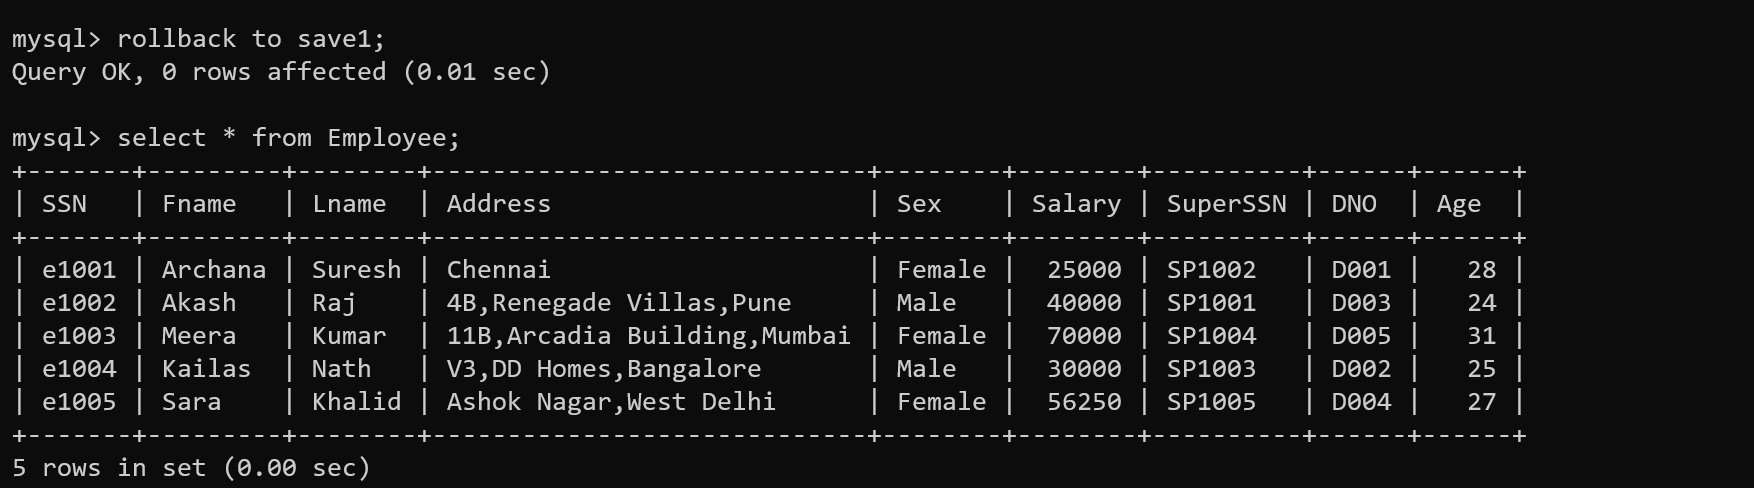 mysql> rollback to save1;
Query OK, 0 rows affected (0.01 sec)
mysql> select * from Employee;
+-------+---------+--------+-----------------------------+--------+--------+----------+------+------+
| SSN   | Fname   | Lname  | Address                     | Sex    | Salary | SuperSSN | DNO  | Age  |
+-------+---------+--------+-----------------------------+--------+--------+----------+------+------+
| e1001 | Archana | Suresh | Chennai                     | Female |  25000 | SP1002   | D001 |   28 |
| e1002 | Akash   | Raj    | 4B,Renegade Villas,Pune     | Male   |  40000 | SP1001   | D003 |   24 |
| e1003 | Meera   | Kumar  | 11B,Arcadia Building,Mumbai | Female |  70000 | SP1004   | D005 |   31 |
| e1004 | Kailas  | Nath   | V3,DD Homes,Bangalore       | Male   |  30000 | SP1003   | D002 |   25 |
| e1005 | Sara    | Khalid | Ashok Nagar,West Delhi      | Female |  56250 | SP1005   | D004 |   27 |
+-------+---------+--------+-----------------------------+--------+--------+----------+------+------+
5 rows in set (0.00 sec)